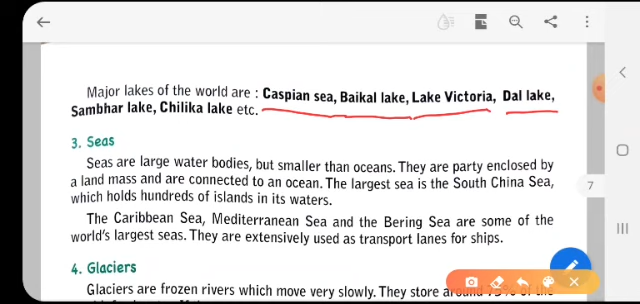 Major lakes of the world are : Caspian sea, Baikal lake, Lake Victoria, Dal lake,
Sambhar lake, Chilika lake etc.
3. Seas
Seas are large water bodies, but smaller than oceans. They are party enclosed by
a land mass and are connected to an ocean. The largest sea is the South China Sea,
which holds hundreds of islands in its waters.
7
The Caribbean Sea, Mediterranean Sea and the Bering Sea are some of the
world's largest seas. They are extensively used as transport lanes for ships.
4. Glaciers
Glaciers are frozen rivers which move very slowly. They store around 75% of the